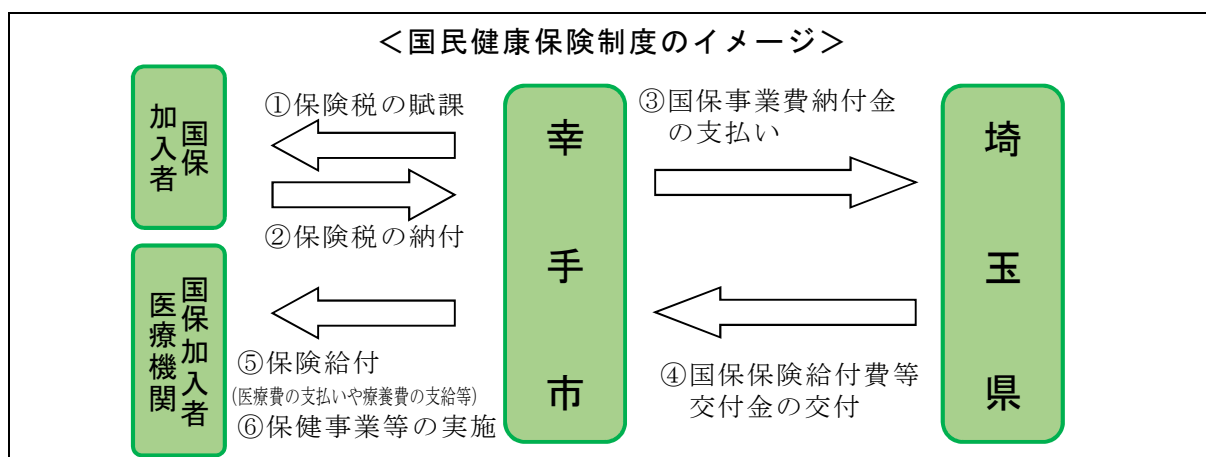 ＜国民健康保険制度のイメージ＞
国保
加入者
①保険税の賦課
②保険税の納付
幸手市
③国保事業費納付金
の支払い
埼玉県
国保加入者
医療機関
⑤保険給付
(医療費の支払いや療養費の支給等)
⑥保健事業等の実施
④国保保険給付費等
交付金の交付